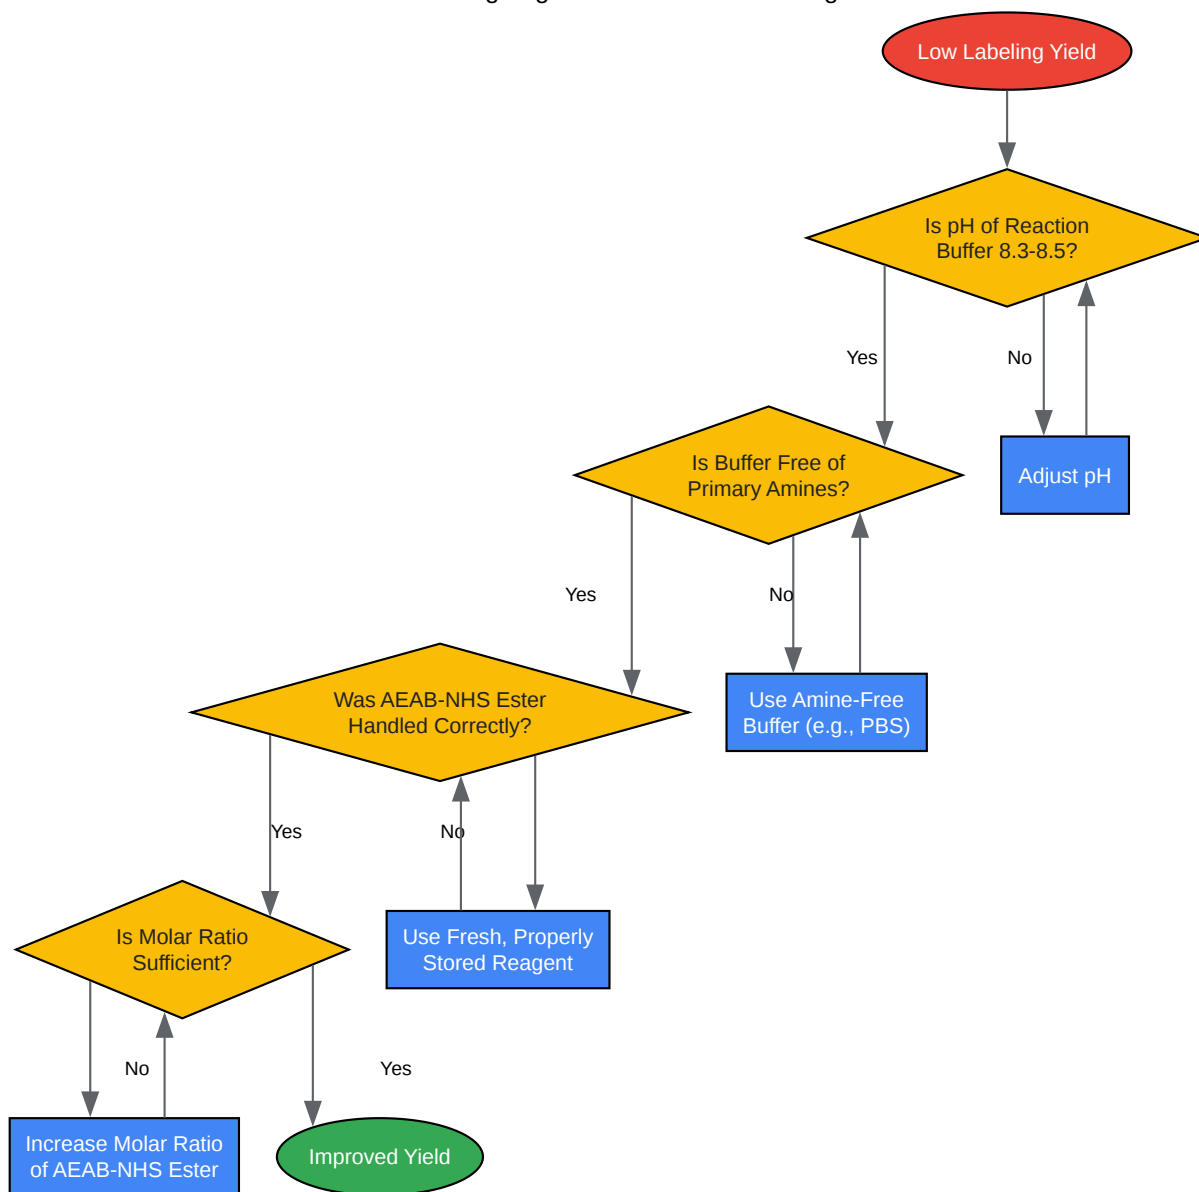 Low Labeling Yield
Is pH of Reaction
Buffer 8.3-8.5?
Yes
No
Is Buffer Free of
Primary Amines?
Adjust pH
Yes
No
Was AEAB-NHS Ester
Handled Correctly?
Use Amine-Free
Buffer (e.g., PBS)
Yes
No
Is Molar Ratio
Sufficient?
Use Fresh, Properly
Stored Reagent
No
Yes
Increase Molar Ratio
of AEAB-NHS Ester
Improved Yield